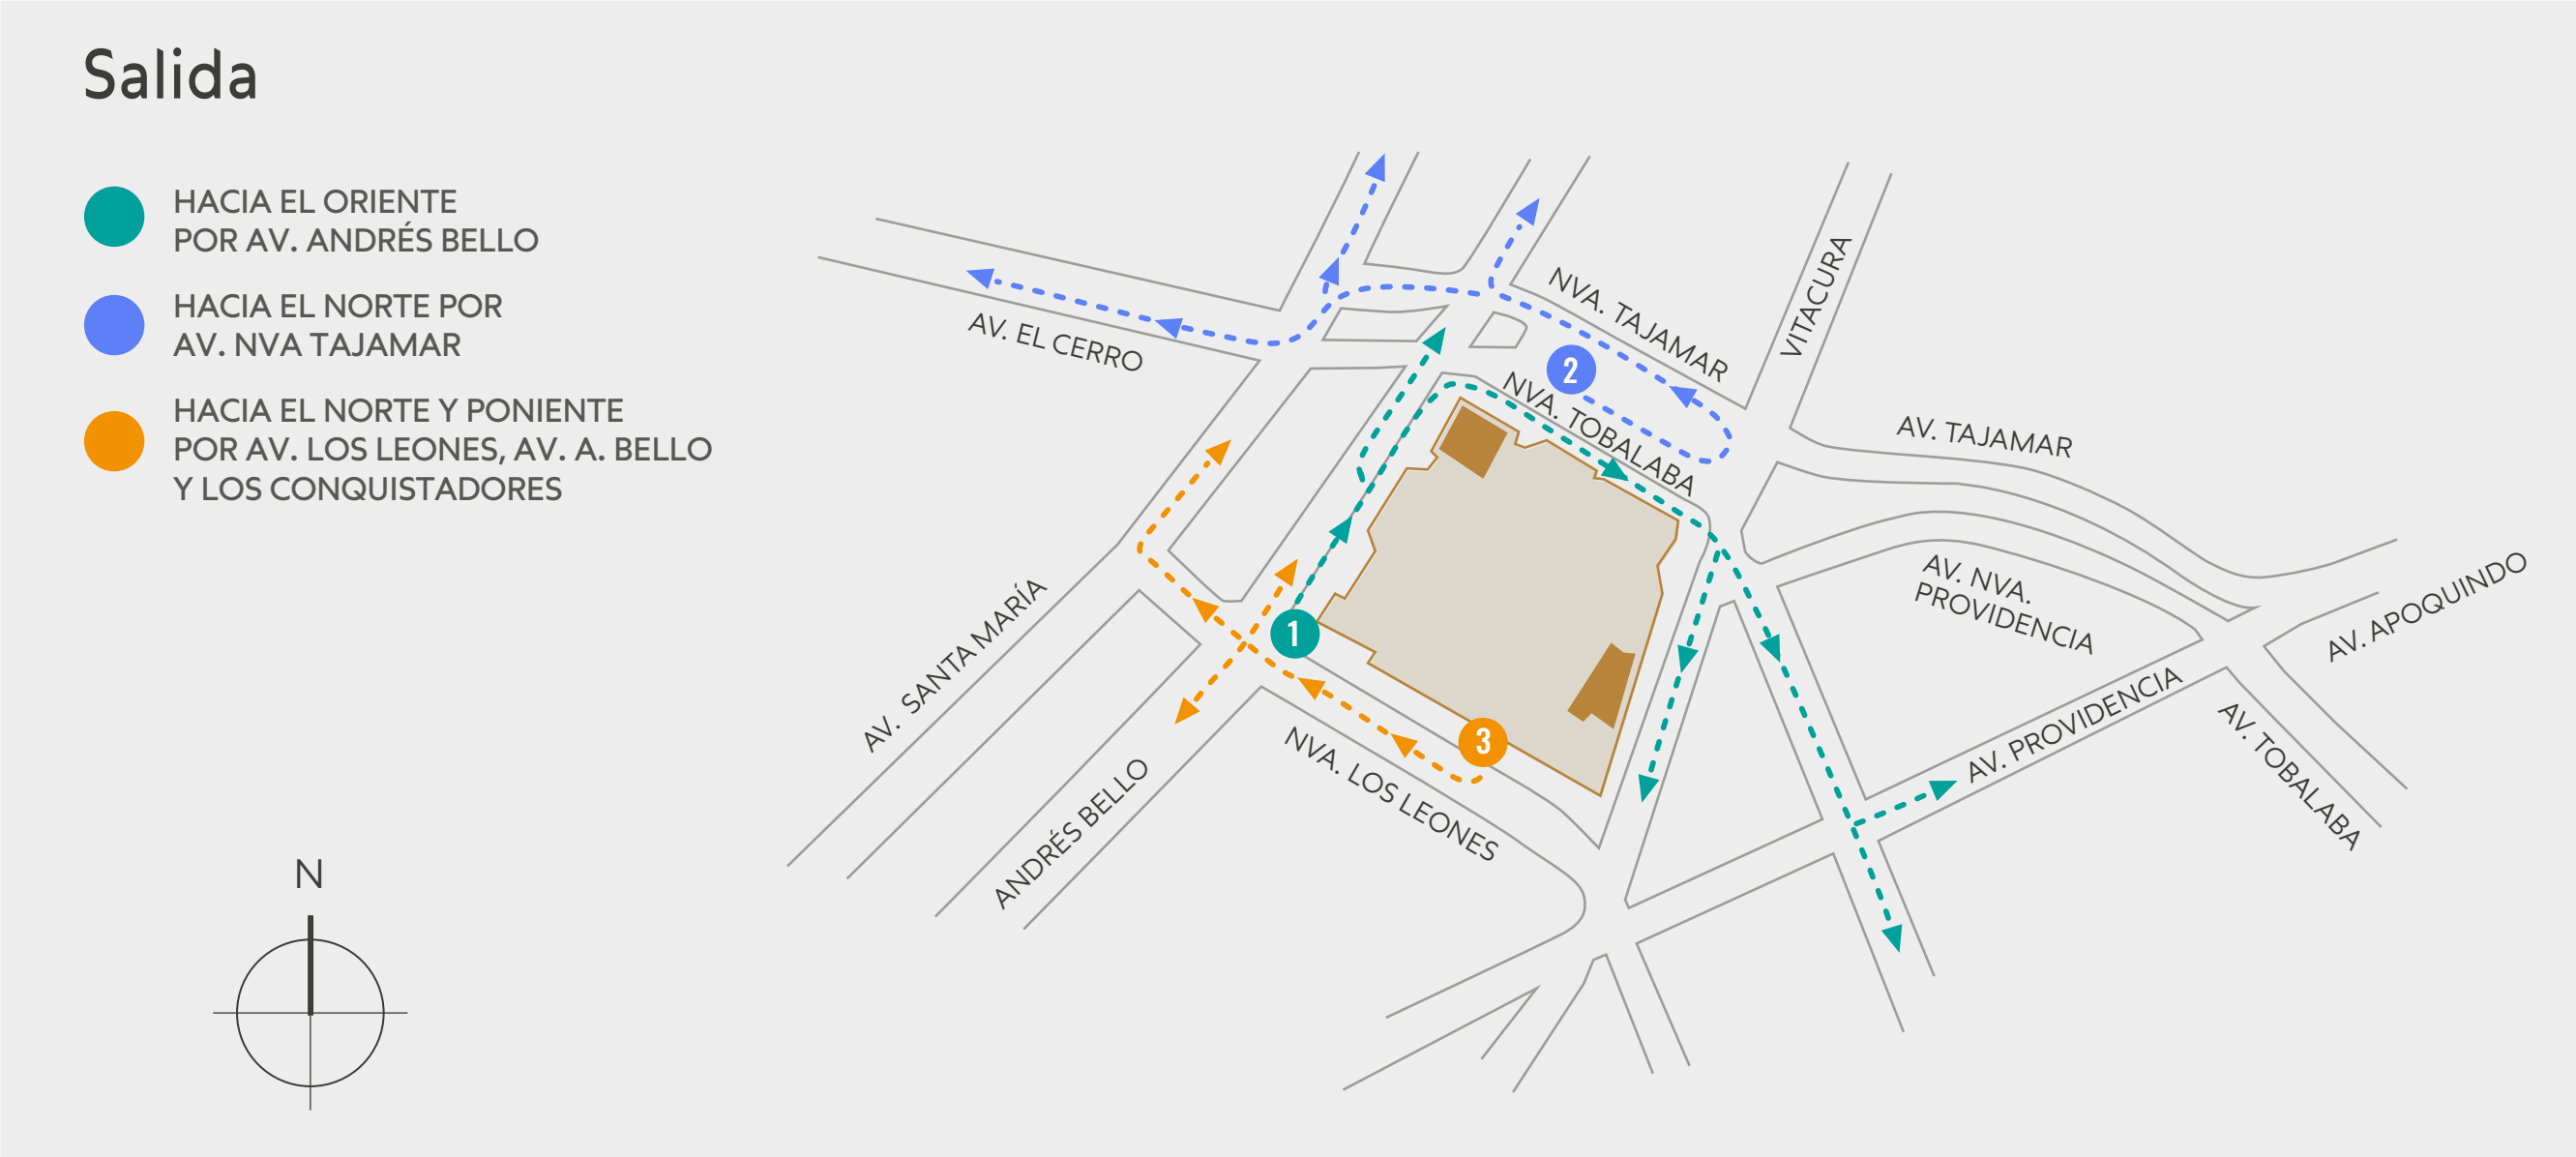 Salida
HACIA EL ORIENTE
POR AV. ANDRÉS BELLO
HACIA EL NORTE POR
AV. NVA TAJAMAR
HACIA EL NORTE Y PONIENTE
POR AV. LOS LEONES, AV. A. BELLO
Y LOS CONQUISTADORES
N
AV. EL CERRO
NVA. TAJAMAR
VITACURA
2
NVA. TOBALABA
AV. TAJAMAR
AV. NVA.
PROVIDENCIA
AV. APOQUINDO
1
AV. SANTA MARÍA
3
AV. PROVIDENCIA
AV. TOBALABA
NVA. LOS LEONES
ANDRÉS BELLO